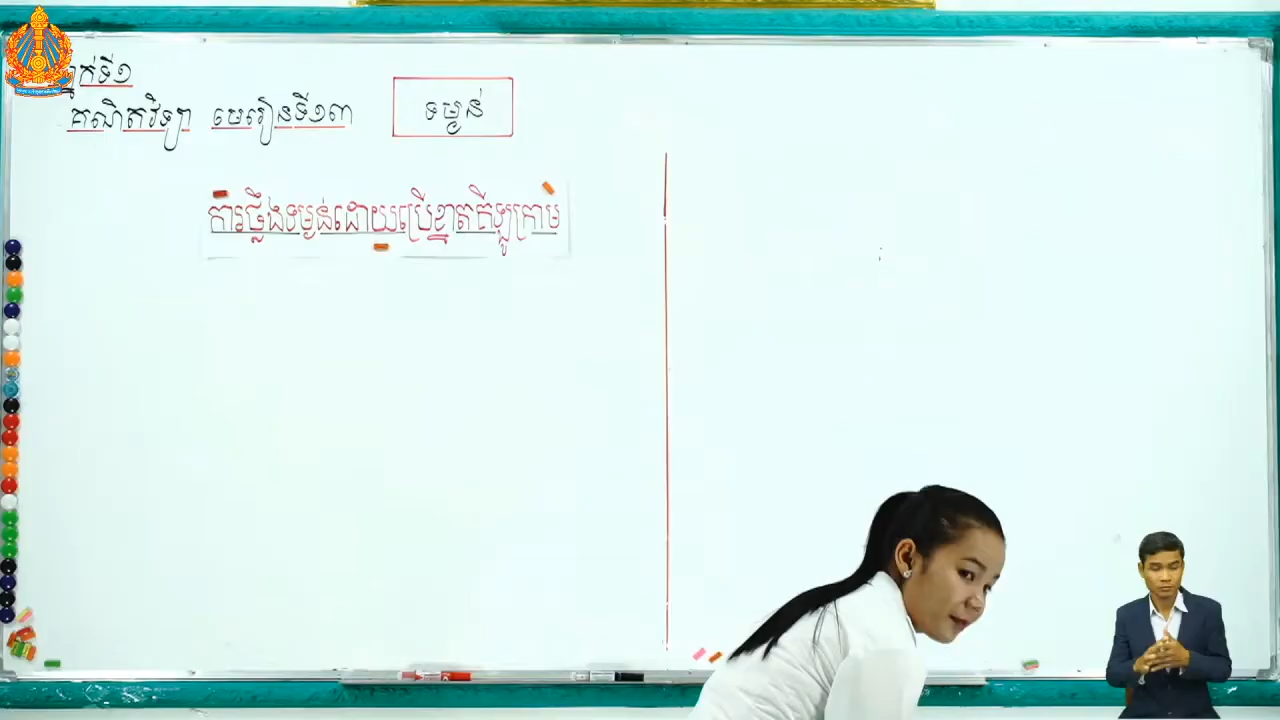 ថ្នាក់ទី១
គណិតវិទ្យា មេរៀនទី១៣
ទម្ងន់
ការថ្លឹងទម្ងន់ដោយប្រើខ្នាតគីឡូក្រាម